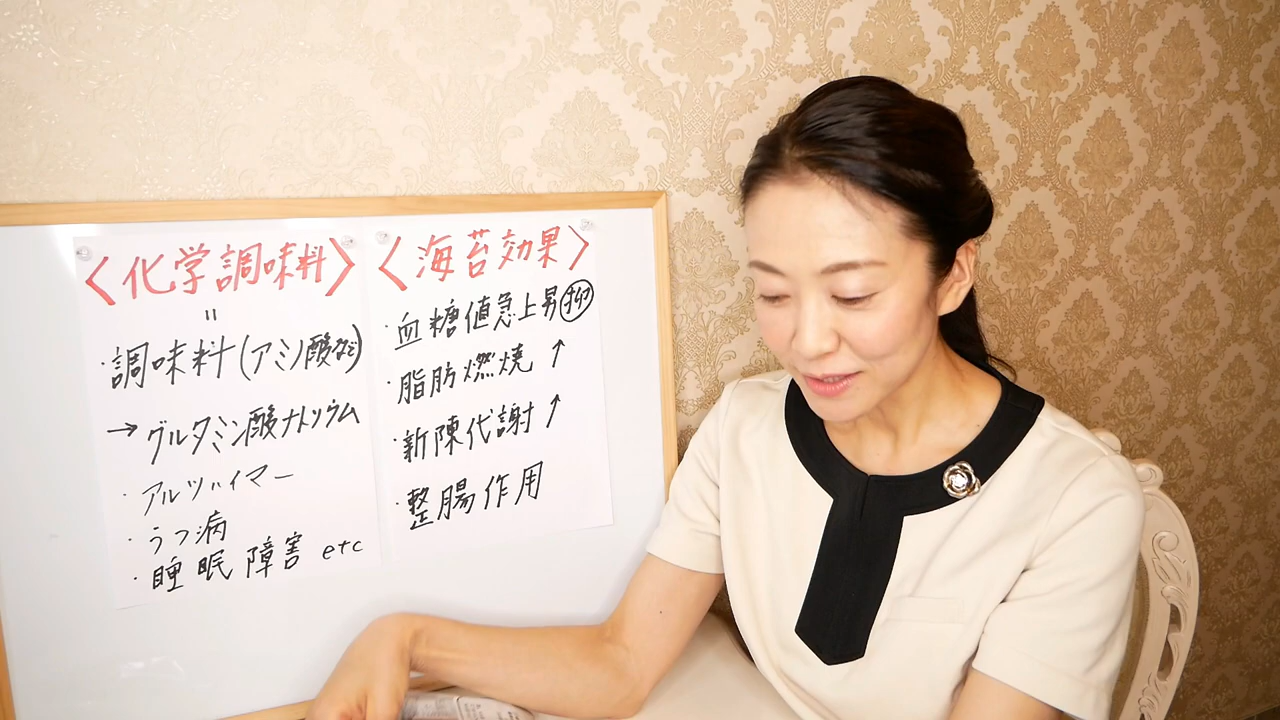 〈化学調味料〉
=
・調味料(アミノ酸など)
→グルタミン酸ナトリウム
・アルツハイマー
・うつ病
・睡眠障害 etc
〈海苔効果〉
・血糖値急上昇抑
・脂肪燃焼↑
・新陳代謝↑
・整腸作用